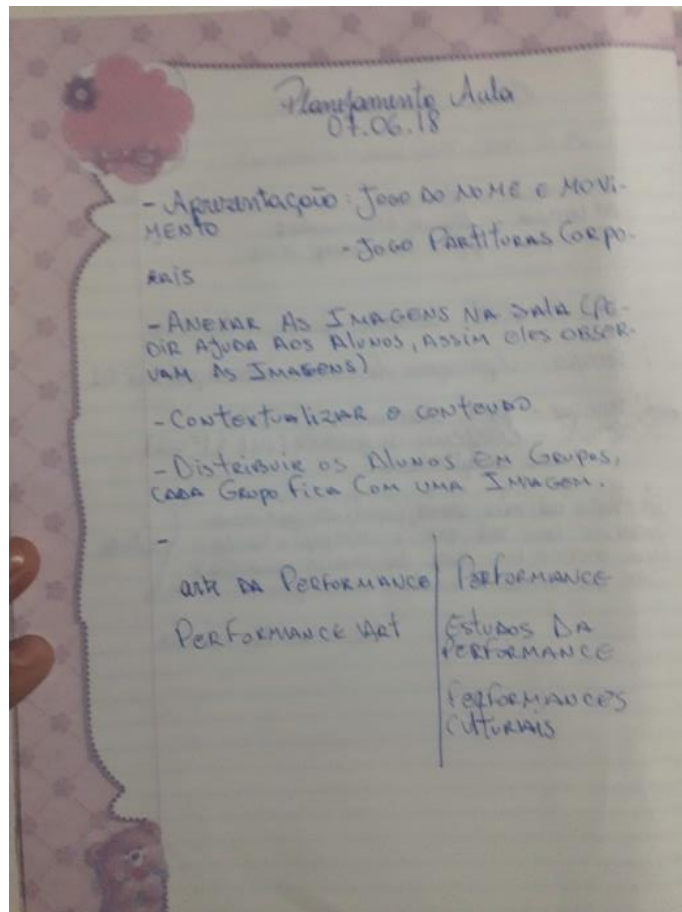 Planejamento Aula
07.06.18
- Apresentação: Jogo do NOME e MOVI-
MENTO
- JOGO PARTITURAS CORPO-
RAIS
- ANEXAR AS IMAGENS NA SALA (PE-
DIR AJUDA AOS ALUNOS, ASSIM eles OBSER-
VAM AS IMAGENS)
- CONTEXTUALIZAR O CONTEUDO
- DISTRIBUIR OS ALUNOS EM GRUPOS,
CADA GRUPO FICA COM UMA IMAGEM.
-
arte DA PERFORMANCE
PERFORMANCE ART
PERFORMANCE
ESTUDOS DA
PERFORMANCE
PERFORMANCES
CULTURAIS